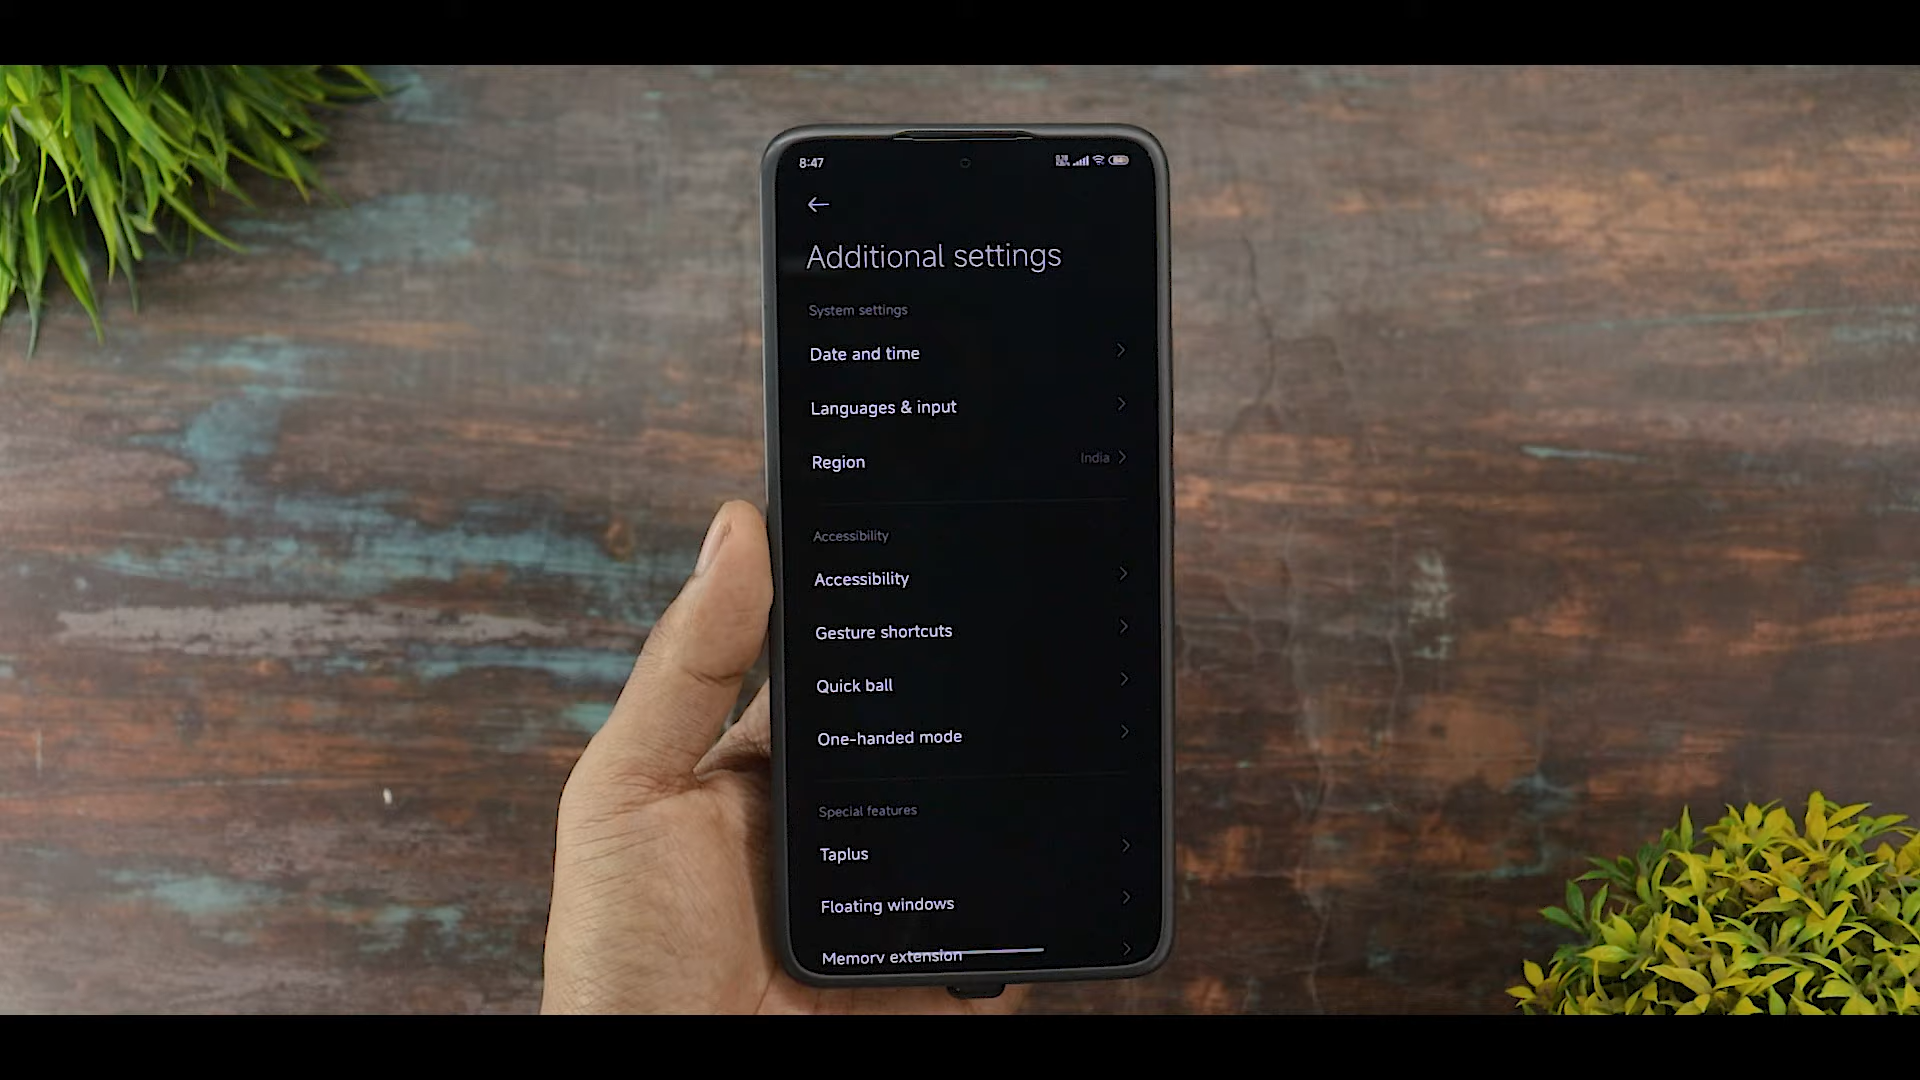 8:47
Additional settings
System settings
Date and time
Languages & input
Region India
Accessibility
Accessibility
Gesture shortcuts
Quick ball
One-handed mode
Special features
Taplus
Floating windows
Memory extension